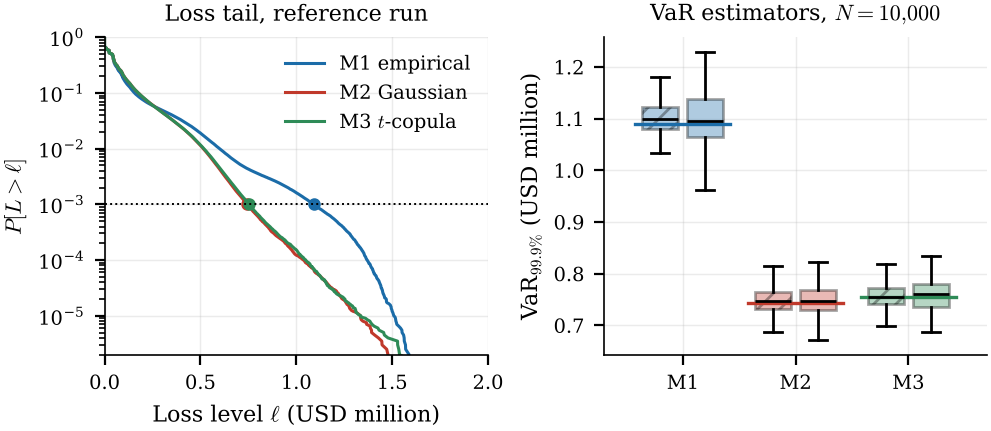 Loss tail, reference run
10⁰
10⁻¹
10⁻²
10⁻³
10⁻⁴
10⁻⁵
P[L > ℓ]
M1 empirical
M2 Gaussian
M3 t-copula
0.0 0.5 1.0 1.5 2.0
Loss level ℓ (USD million)
VaR estimators, N = 10,000
1.2
1.1
1.0
0.9
0.8
0.7
VaR₉₉.₉% (USD million)
M1 M2 M3